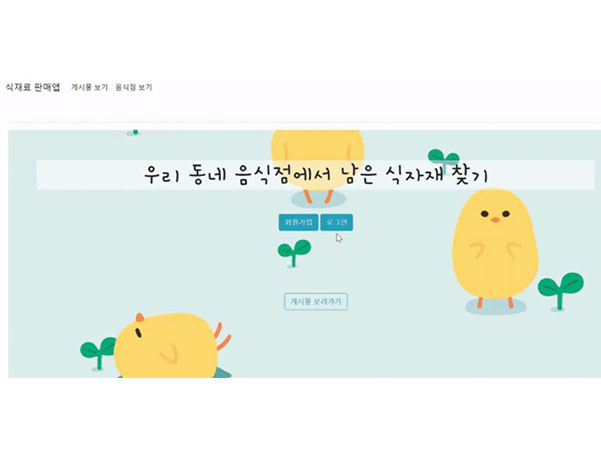 식재료 판매앱 게시물 보기 음식점 보기
우리 동네 음식점에서 남은 식자재 찾기
회원가입 로그인
게시물 보러가기